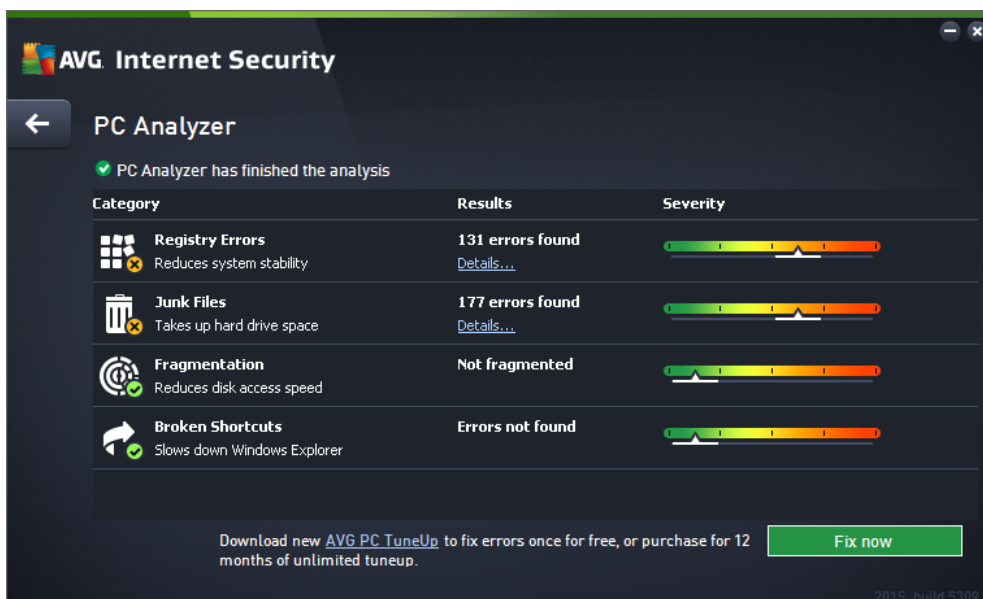 AVG. Internet Security
PC Analyzer
PC Analyzer has finished the analysis
Category Results Severity
Registry Errors 131 errors found
Reduces system stability Details...
Junk Files 177 errors found
Takes up hard drive space Details...
Fragmentation Not fragmented
Reduces disk access speed
Broken Shortcuts Errors not found
Slows down Windows Explorer
Download new AVG PC TuneUp to fix errors once for free, or purchase for 12
months of unlimited tuneup.
Fix now
2015, build 5309